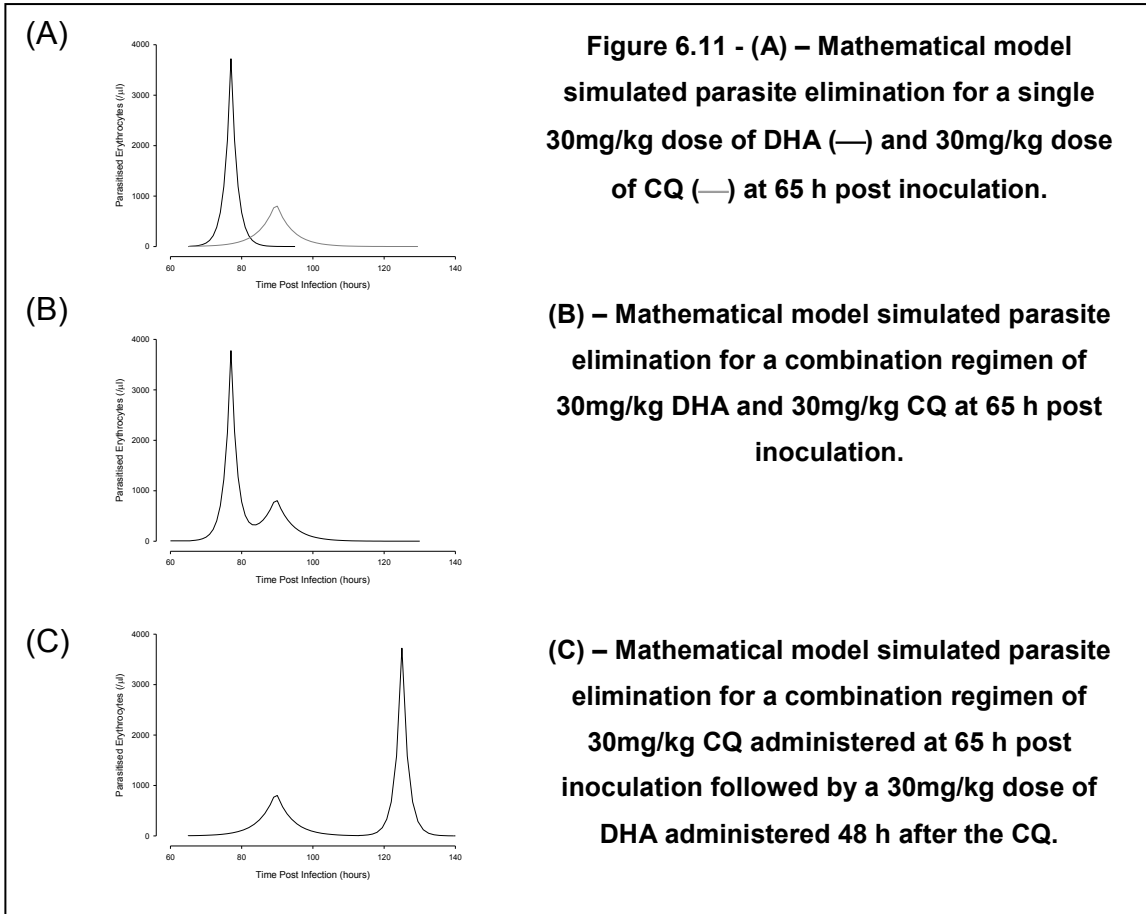 (A)
Parasitised Erythrocytes (/µl)
4000
3000
2000
1000
0
60 80 100 120 140
Time Post Infection (hours)
Figure 6.11 - (A) – Mathematical model
simulated parasite elimination for a single
30mg/kg dose of DHA (—) and 30mg/kg dose
of CQ (—) at 65 h post inoculation.
(B)
Parasitised Erythrocytes (/µl)
4000
3000
2000
1000
0
60 80 100 120 140
Time Post Infection (hours)
(B) – Mathematical model simulated parasite
elimination for a combination regimen of
30mg/kg DHA and 30mg/kg CQ at 65 h post
inoculation.
(C)
Parasitised Erythrocytes (/µl)
4000
3000
2000
1000
0
60 80 100 120 140
Time Post Infection (hours)
(C) – Mathematical model simulated parasite
elimination for a combination regimen of
30mg/kg CQ administered at 65 h post
inoculation followed by a 30mg/kg dose of
DHA administered 48 h after the CQ.